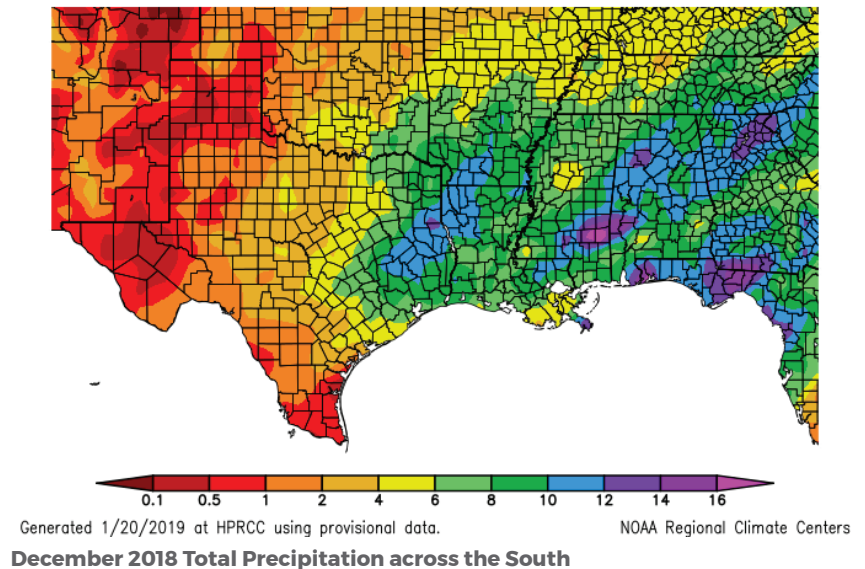 0.1 0.5 1 2 4 6 8 10 12 14 16
Generated 1/20/2019 at HPRCC using provisional data. NOAA Regional Climate Centers
December 2018 Total Precipitation across the South